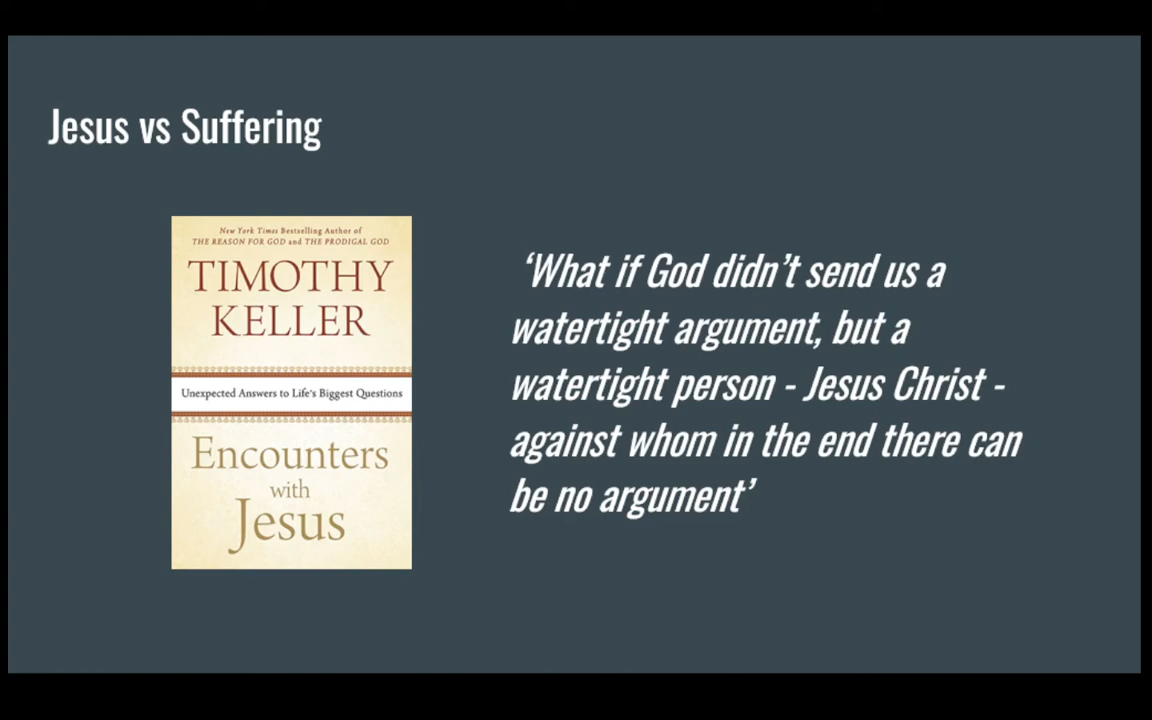 Jesus vs Suffering
New York Times Bestselling Author of
THE REASON FOR GOD and THE PRODIGAL GOD
TIMOTHY
KELLER
Unexpected Answers to Life's Biggest Questions
Encounters
with
Jesus
‘What if God didn’t send us a
watertight argument, but a
watertight person - Jesus Christ -
against whom in the end there can
be no argument’